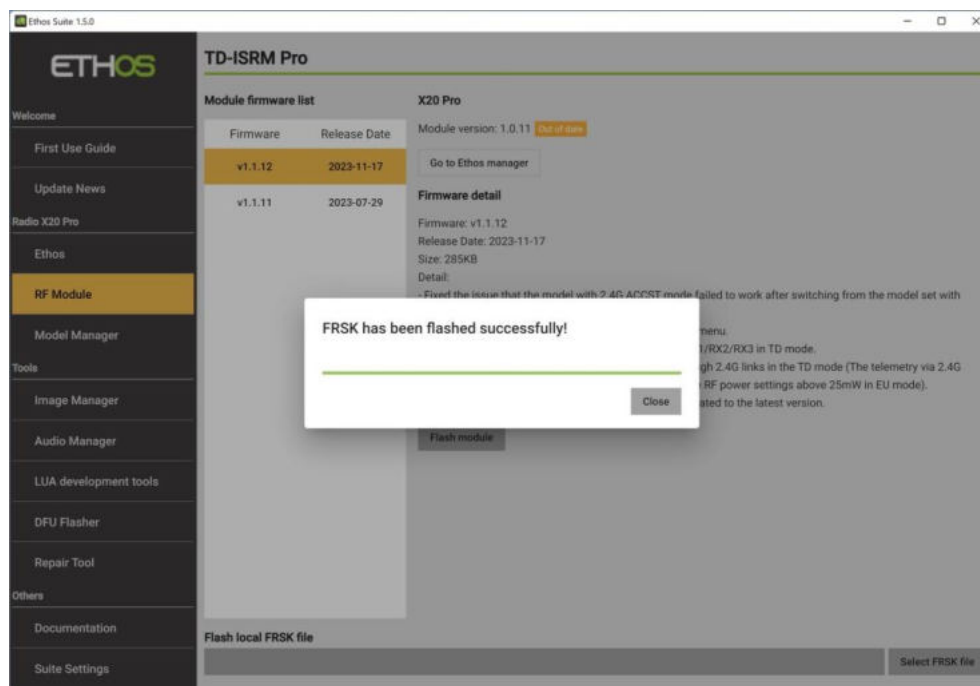 Ethos Suite 1.5.0
ETHOS
Welcome
First Use Guide
Update News
Radio X20 Pro
Ethos
RF Module
Model Manager
Tools
Image Manager
Audio Manager
LUA development tools
DFU Flasher
Repair Tool
Others
Documentation
Suite Settings
TD-ISRM Pro
Module firmware list
Firmware Release Date
v1.1.12 2023-11-17
v1.1.11 2023-07-29
X20 Pro
Module version: 1.0.11 Out of date
Go to Ethos manager
Firmware detail
Firmware: v1.1.12
Release Date: 2023-11-17
Size: 285KB
Detail:
- Fixed the issue that the model with 2.4G ACCST mode failed to work after switching from the model set with
menu.
1/RX2/RX3 in TD mode.
gh 2.4G links in the TD mode (The telemetry via 2.4G
RF power settings above 25mW in EU mode).
ated to the latest version.
FRSK has been flashed successfully!
Close
Flash module
Flash local FRSK file
Select FRSK file